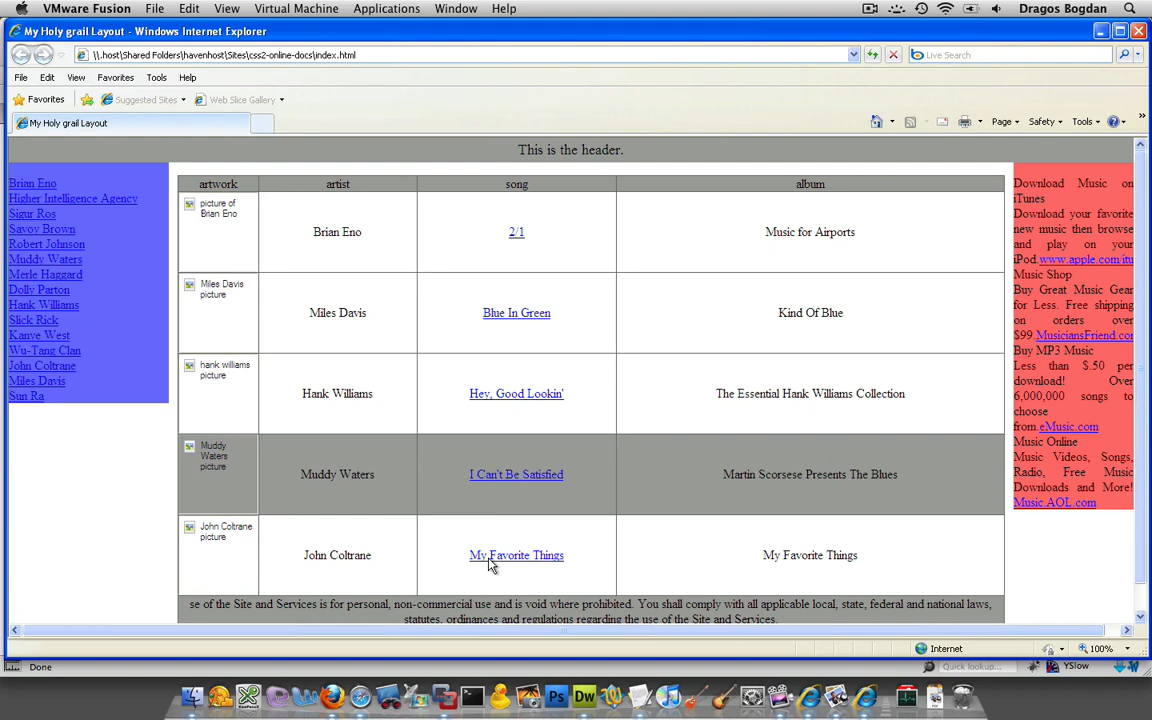 VMware Fusion File Edit View Virtual Machine Applications Window Help Dragos Bogdan
My Holy grail Layout - Windows Internet Explorer
\\.host\Shared Folders\havenhost\Sites\css2-online-docs\index.html
Live Search
File Edit View Favorites Tools Help
Favorites Suggested Sites Web Slice Gallery
My Holy grail Layout
Page Safety Tools
This is the header.
Brian Eno
Higher Intelligence Agency
Sigur Ros
Savoy Brown
Robert Johnson
Muddy Waters
Merle Haggard
Dolly Parton
Hank Williams
Slick Rick
Kanye West
Wu-Tang Clan
John Coltrane
Miles Davis
Sun Ra
artwork artist song album
picture of
Brian Eno
Brian Eno 2/1 Music for Airports
Miles Davis
picture
Miles Davis Blue In Green Kind Of Blue
hank williams
picture
Hank Williams Hey, Good Lookin' The Essential Hank Williams Collection
Muddy
Waters
picture
Muddy Waters I Can't Be Satisfied Martin Scorsese Presents The Blues
John Coltrane
picture
John Coltrane My Favorite Things My Favorite Things
se of the Site and Services is for personal, non-commercial use and is void where prohibited. You shall comply with all applicable local, state, federal and national laws,
statutes, ordinances and regulations regarding the use of the Site and Services.
Download Music on
iTunes
Download your favorite
new music then browse
and play on your
iPod.www.apple.com/itu
Music Shop
Buy Great Music Gear
for Less. Free shipping
on orders over
$99.MusiciansFriend.com
Buy MP3 Music
Less than $.50 per
download! Over
6,000,000 songs to
choose
from.eMusic.com
Music Online
Music Videos, Songs,
Radio, Free Music
Downloads and More!
Music.AOL.com
Internet 100%
Done Quick lookup... YSlow
Ps Dw